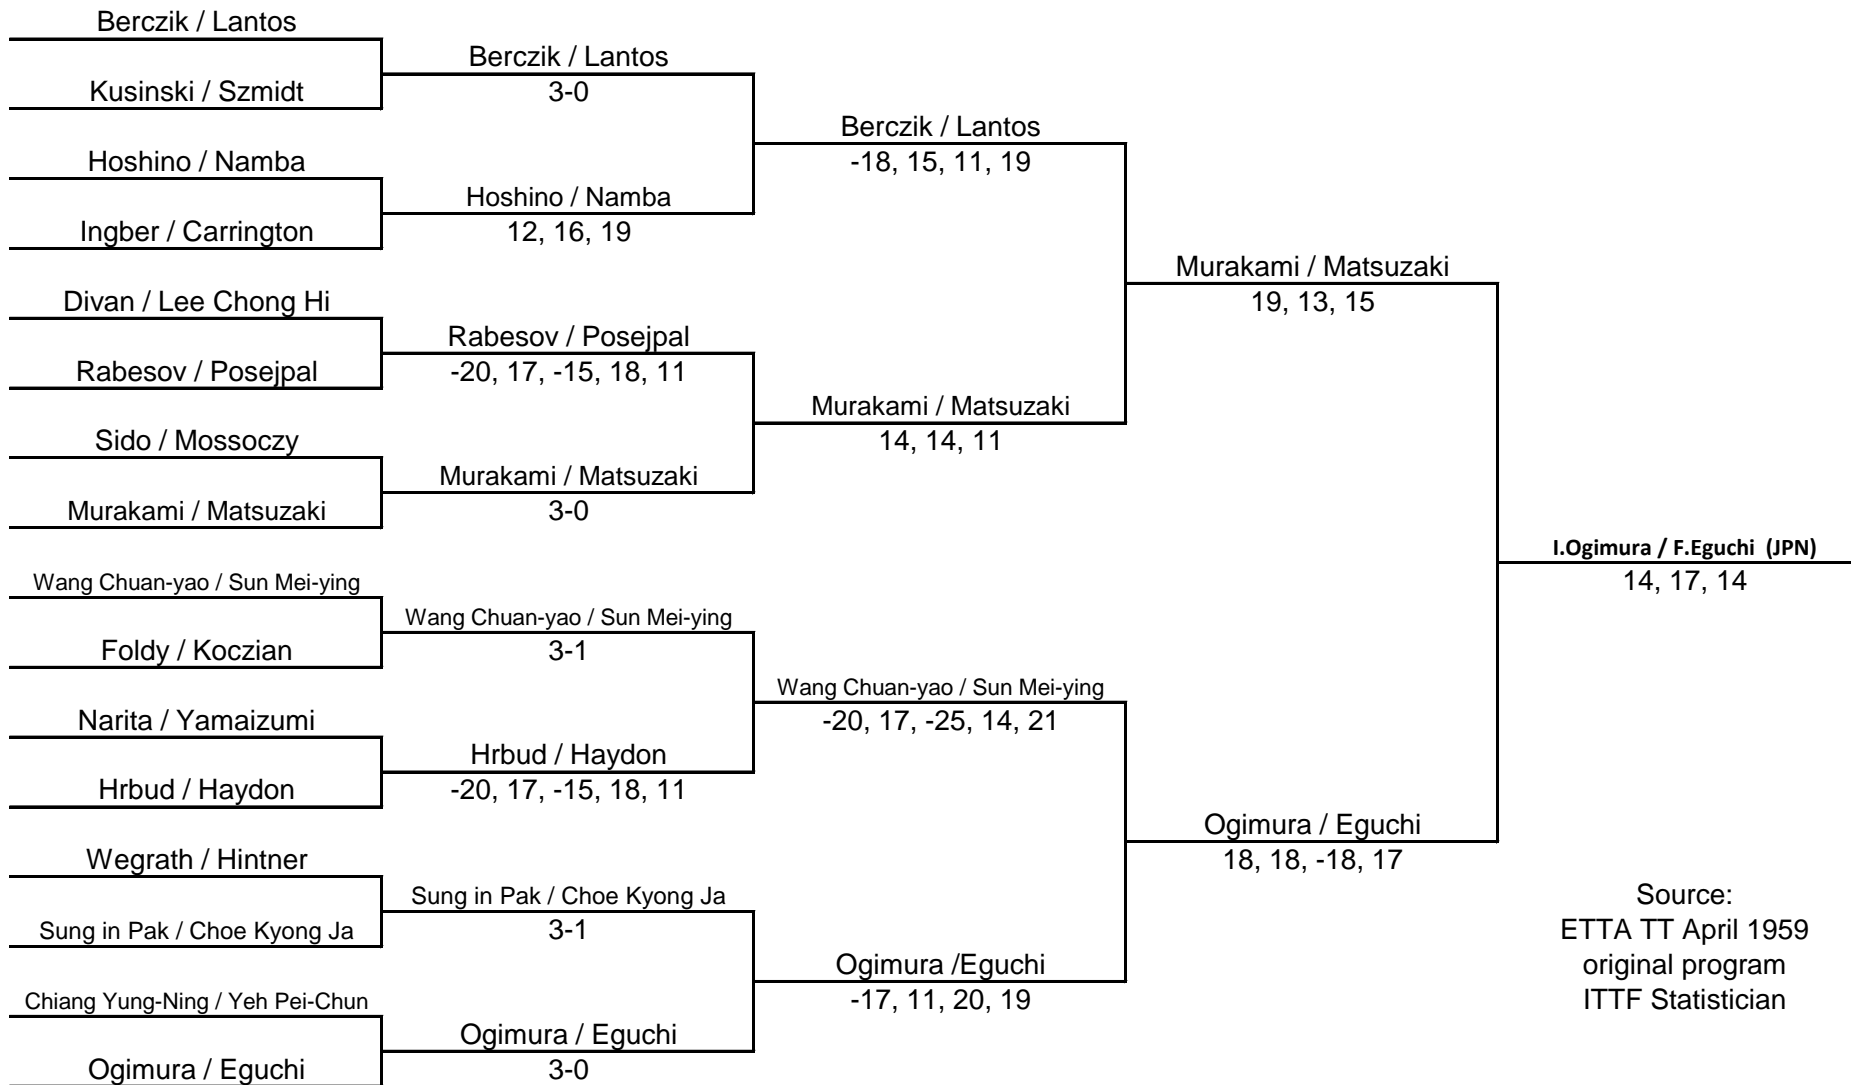 Berczik / Lantos
Kusinski / Szmidt
Hoshino / Namba
Ingber / Carrington
Divan / Lee Chong Hi
Rabesov / Posejpal
Sido / Mossoczy
Murakami / Matsuzaki
Wang Chuan-yao / Sun Mei-ying
Foldy / Koczian
Narita / Yamaizumi
Hrbud / Haydon
Wegrath / Hintner
Sung in Pak / Choe Kyong Ja
Chiang Yung-Ning / Yeh Pei-Chun
Ogimura / Eguchi
Berczik / Lantos
3-0
Hoshino / Namba
12, 16, 19
Rabesov / Posejpal
-20, 17, -15, 18, 11
Murakami / Matsuzaki
3-0
Wang Chuan-yao / Sun Mei-ying
3-1
Hrbud / Haydon
-20, 17, -15, 18, 11
Sung in Pak / Choe Kyong Ja
3-1
Ogimura / Eguchi
3-0
Berczik / Lantos
-18, 15, 11, 19
Murakami / Matsuzaki
14, 14, 11
Wang Chuan-yao / Sun Mei-ying
-20, 17, -25, 14, 21
Ogimura /Eguchi
-17, 11, 20, 19
Murakami / Matsuzaki
19, 13, 15
Ogimura / Eguchi
18, 18, -18, 17
I.Ogimura / F.Eguchi (JPN)
14, 17, 14
Source:
ETTA TT April 1959
original program
ITTF Statistician